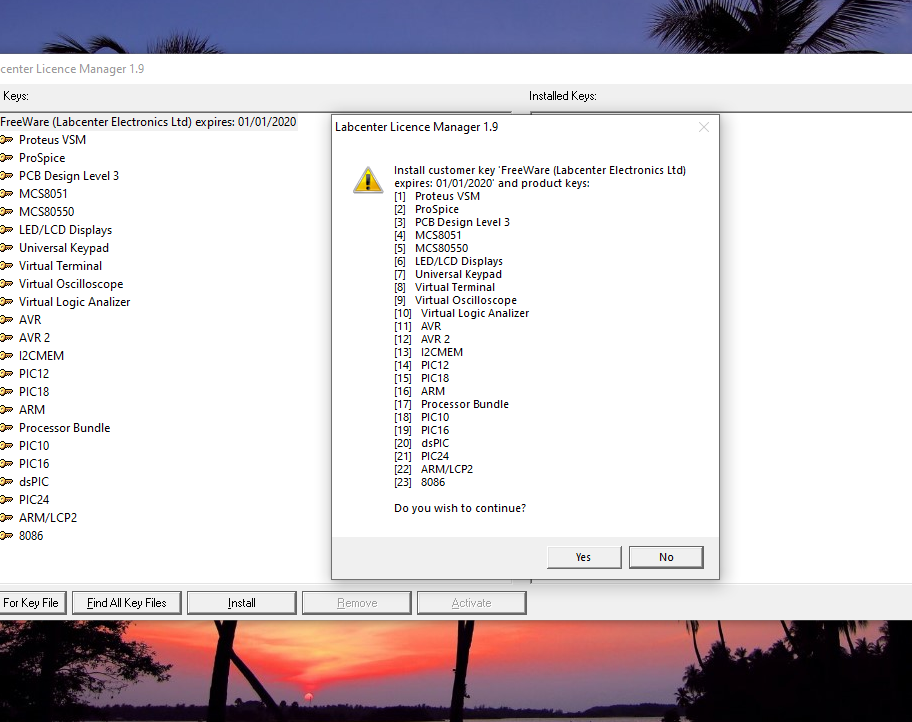 center Licence Manager 1.9
Keys:
Installed Keys:
FreeWare (Labcenter Electronics Ltd) expires: 01/01/2020
Proteus VSM
ProSpice
PCB Design Level 3
MCS8051
MCS80550
LED/LCD Displays
Universal Keypad
Virtual Terminal
Virtual Oscilloscope
Virtual Logic Analizer
AVR
AVR 2
I2CMEM
PIC12
PIC18
ARM
Processor Bundle
PIC10
PIC16
dsPIC
PIC24
ARM/LCP2
8086
Labcenter Licence Manager 1.9
Install customer key 'FreeWare (Labcenter Electronics Ltd)
expires: 01/01/2020' and product keys:
[1] Proteus VSM
[2] ProSpice
[3] PCB Design Level 3
[4] MCS8051
[5] MCS80550
[6] LED/LCD Displays
[7] Universal Keypad
[8] Virtual Terminal
[9] Virtual Oscilloscope
[10] Virtual Logic Analizer
[11] AVR
[12] AVR 2
[13] I2CMEM
[14] PIC12
[15] PIC18
[16] ARM
[17] Processor Bundle
[18] PIC10
[19] PIC16
[20] dsPIC
[21] PIC24
[22] ARM/LCP2
[23] 8086
Do you wish to continue?
Yes
No
For Key File
Find All Key Files
Install
Remove
Activate